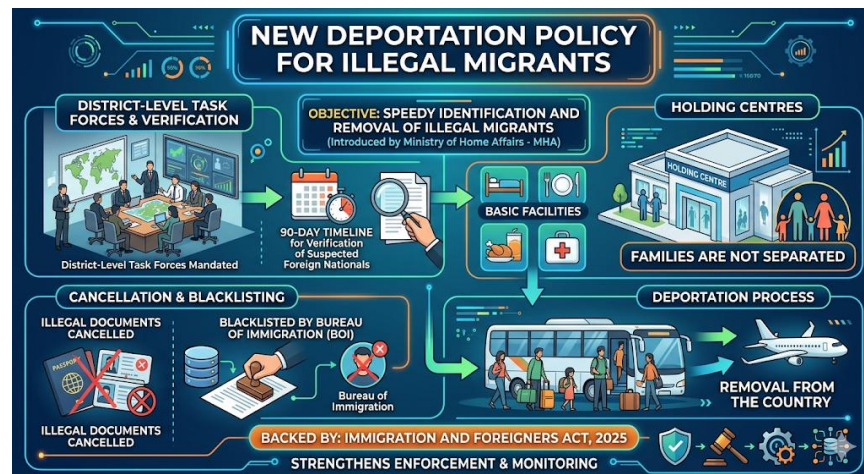 NEW DEPORTATION POLICY
FOR ILLEGAL MIGRANTS
DISTRICT-LEVEL TASK
FORCES & VERIFICATION
OBJECTIVE: SPEEDY IDENTIFICATION AND
REMOVAL OF ILLEGAL MIGRANTS
(Introduced by Ministry of Home Affairs - MHA)
HOLDING CENTRES
HOLDING CENTRE
BASIC FACILITIES
90-DAY TIMELINE
for Verification
of Suspected
Foreign Nationals
District-Level Task Forces Mandated
FAMILIES ARE NOT SEPARATED
CANCELLATION & BLACKLISTING
ILLEGAL DOCUMENTS
CANCELLED
PASSPORT
ILLEGAL DOCUMENTS
CANCELLED
BLACKLISTED BY BUREAU
OF IMMIGRATION (BOI)
Bureau of
Immigration
DEPORTATION PROCESS
REMOVAL FROM
THE COUNTRY
BACKED BY: IMMIGRATION AND FOREIGNERS ACT, 2025
STRENGTHENS ENFORCEMENT & MONITORING